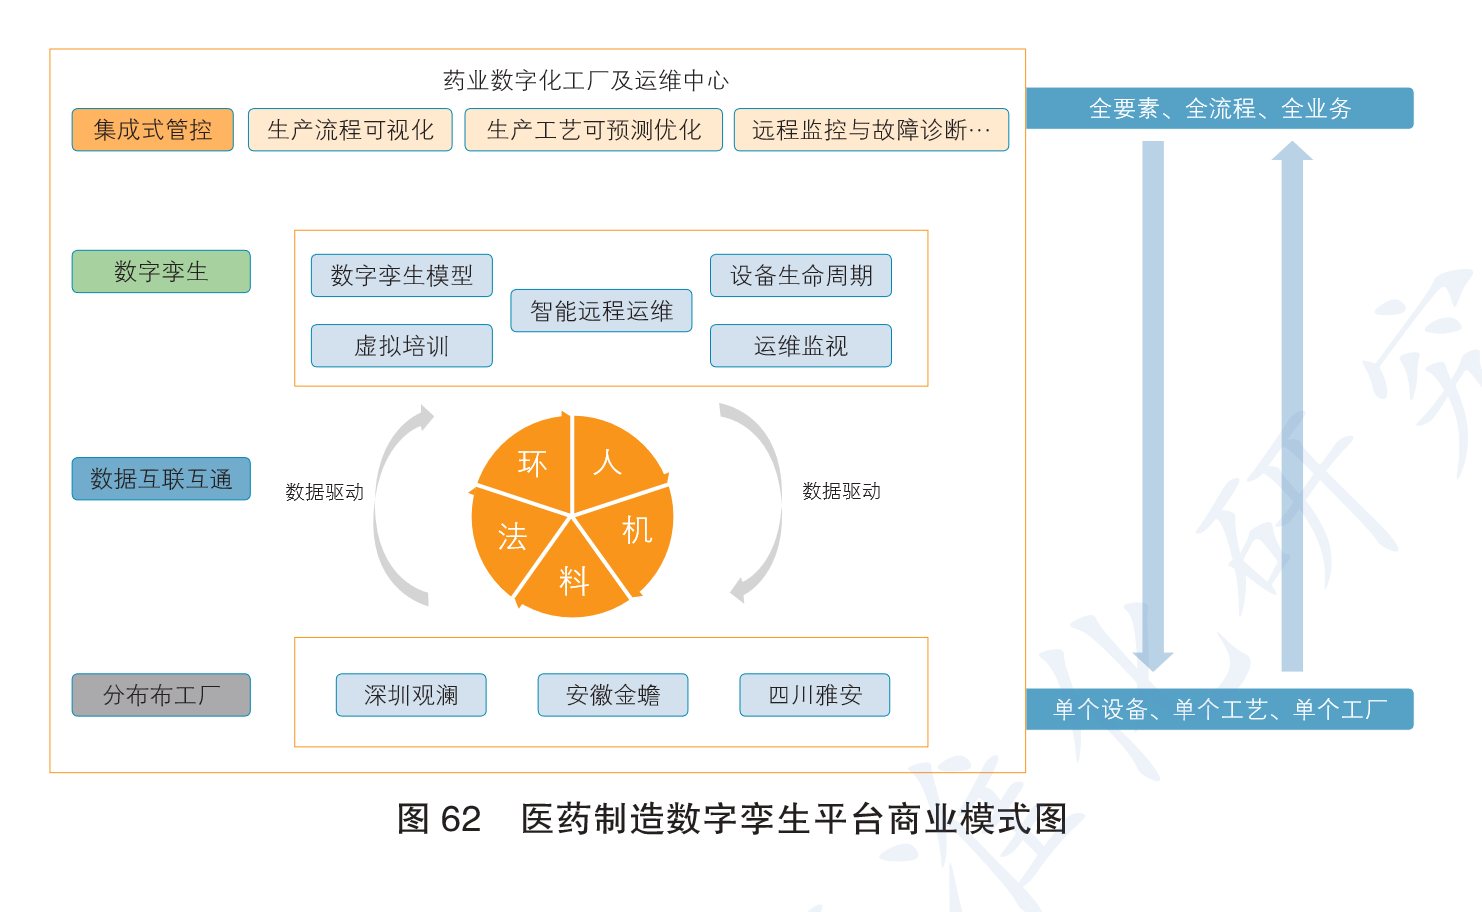 药业数字化工厂及运维中心
集成式管控 生产流程可视化 生产工艺可预测优化 远程监控与故障诊断…
全要素、全流程、全业务
数字孪生
数字孪生模型 设备生命周期
智能远程运维
虚拟培训 运维监视
数据互联互通
数据驱动
环 人
法 机
料
数据驱动
分布布工厂
深圳观澜 安徽金蟾 四川雅安
单个设备、单个工艺、单个工厂
图 62 医药制造数字孪生平台商业模式图
准化研究